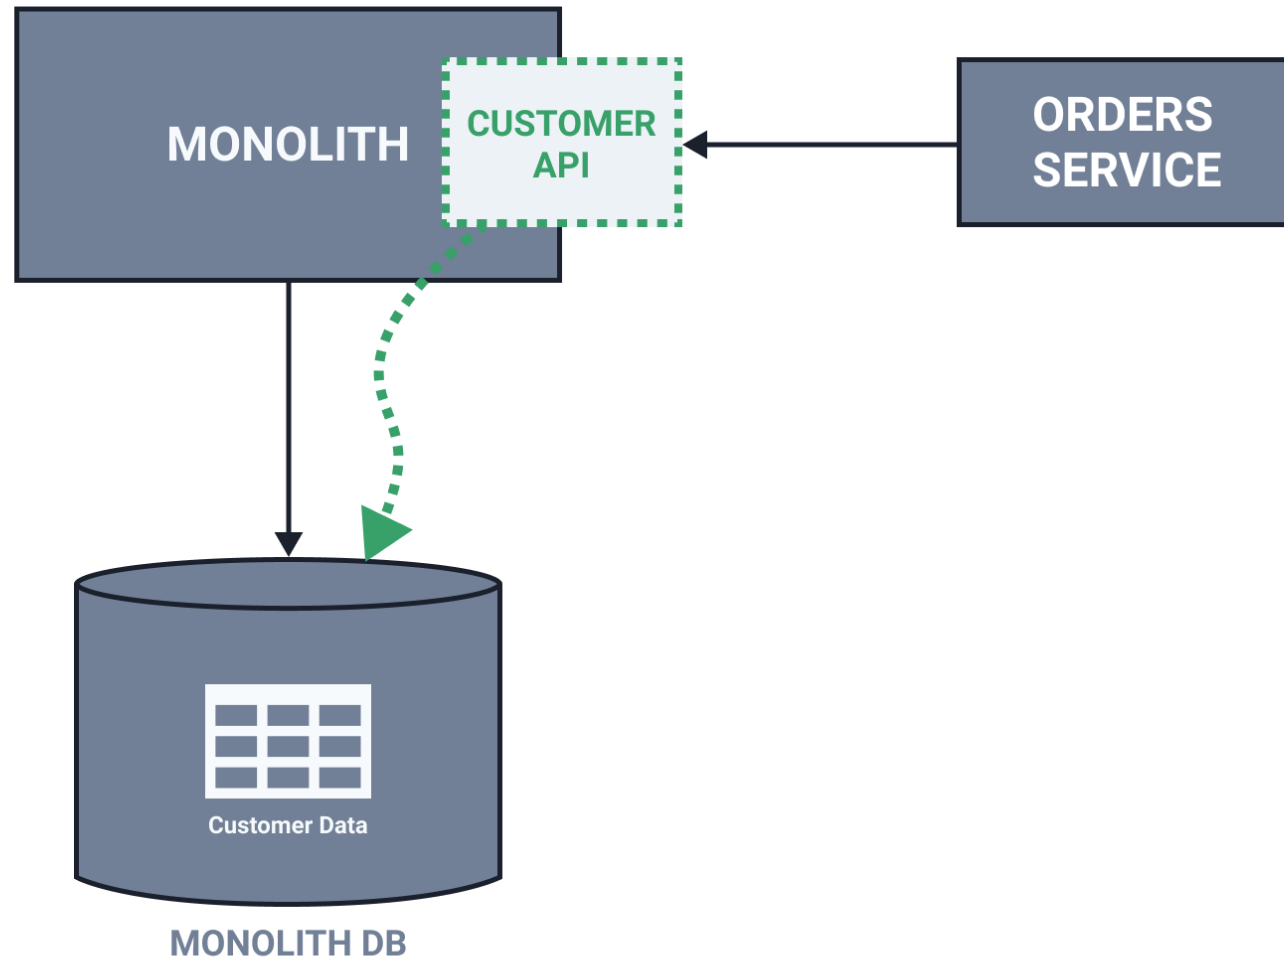 MONOLITH
CUSTOMER
API
ORDERS
SERVICE
Customer Data
MONOLITH DB